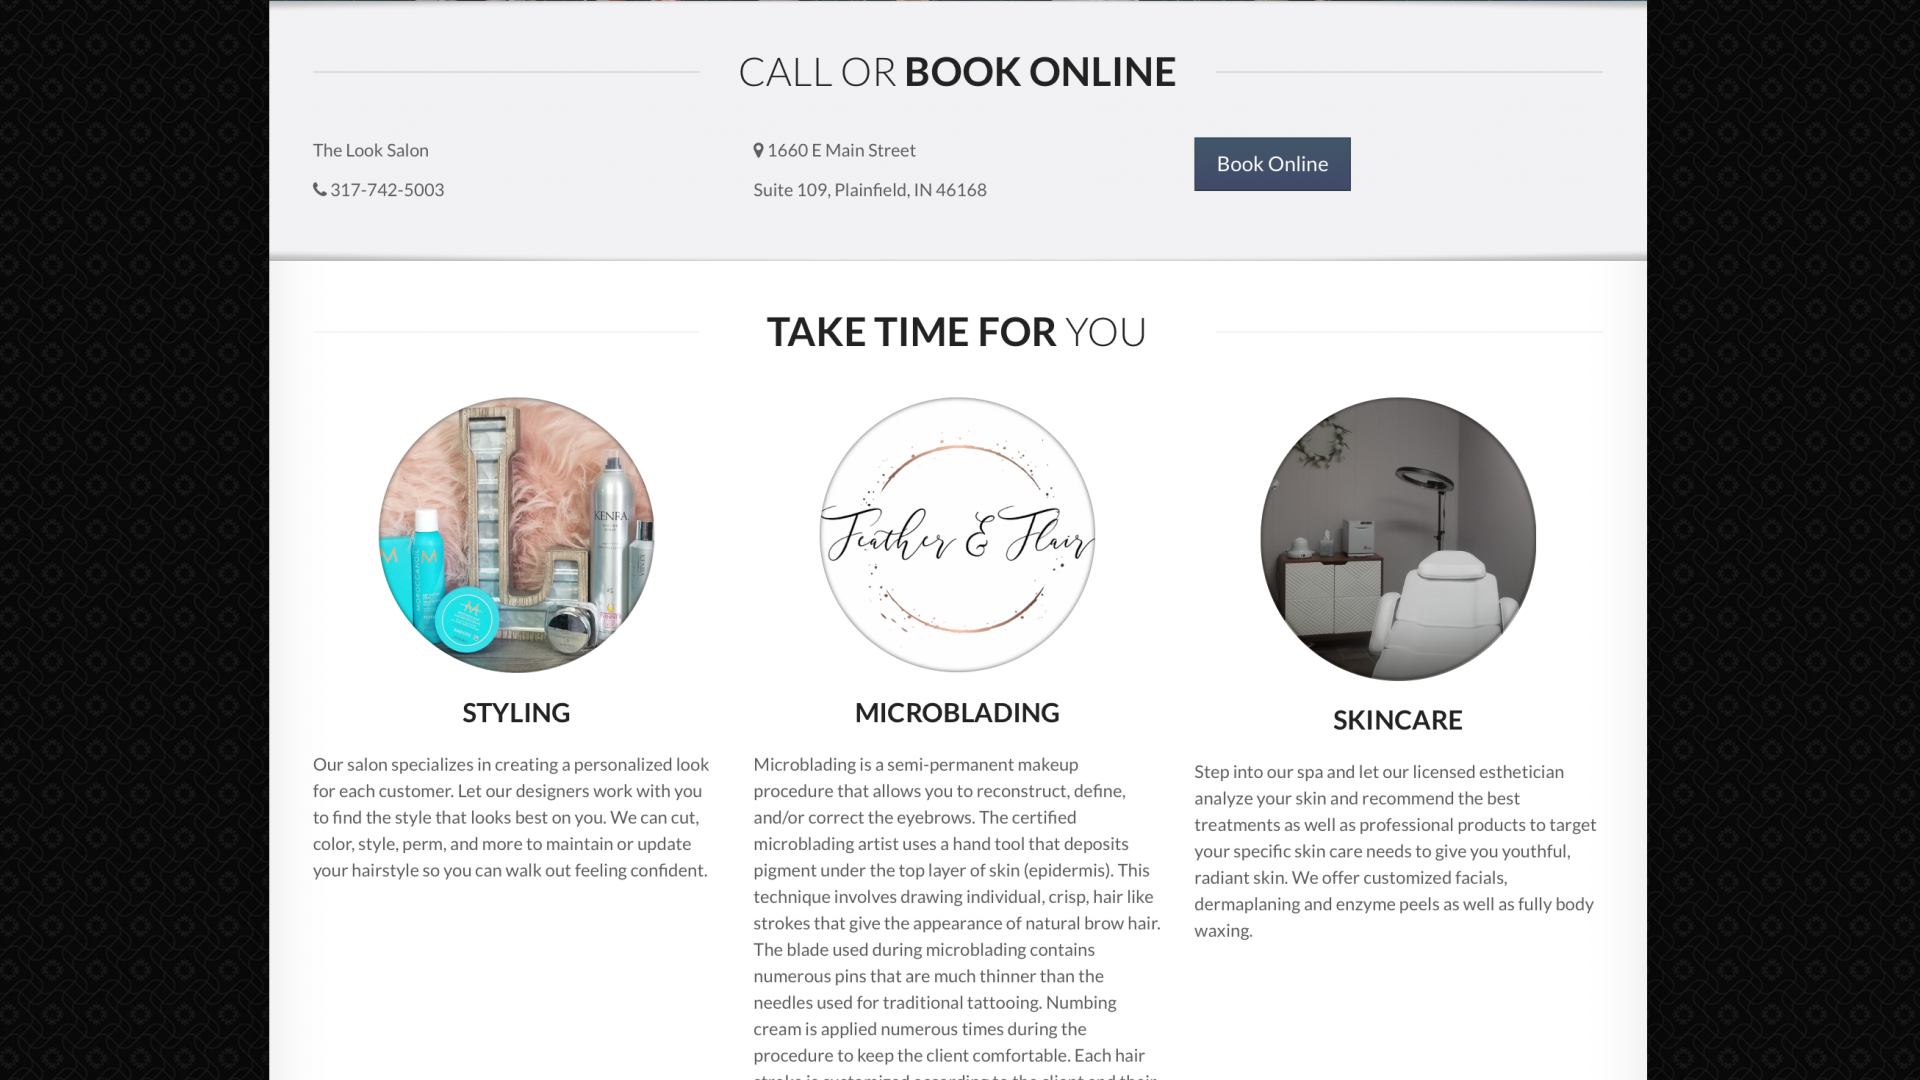 CALL OR BOOK ONLINE
The Look Salon
317-742-5003
1660 E Main Street
Suite 109, Plainfield, IN 46168
Book Online
TAKE TIME FOR YOU
KENRA
MOROCCANOIL
Feather & Flair
STYLING
Our salon specializes in creating a personalized look
for each customer. Let our designers work with you
to find the style that looks best on you. We can cut,
color, style, perm, and more to maintain or update
your hairstyle so you can walk out feeling confident.
MICROBLADING
Microblading is a semi-permanent makeup
procedure that allows you to reconstruct, define,
and/or correct the eyebrows. The certified
microblading artist uses a hand tool that deposits
pigment under the top layer of skin (epidermis). This
technique involves drawing individual, crisp, hair like
strokes that give the appearance of natural brow hair.
The blade used during microblading contains
numerous pins that are much thinner than the
needles used for traditional tattooing. Numbing
cream is applied numerous times during the
procedure to keep the client comfortable. Each hair
stroke is customized according to the client and their
SKINCARE
Step into our spa and let our licensed esthetician
analyze your skin and recommend the best
treatments as well as professional products to target
your specific skin care needs to give you youthful,
radiant skin. We offer customized facials,
dermaplaning and enzyme peels as well as fully body
waxing.